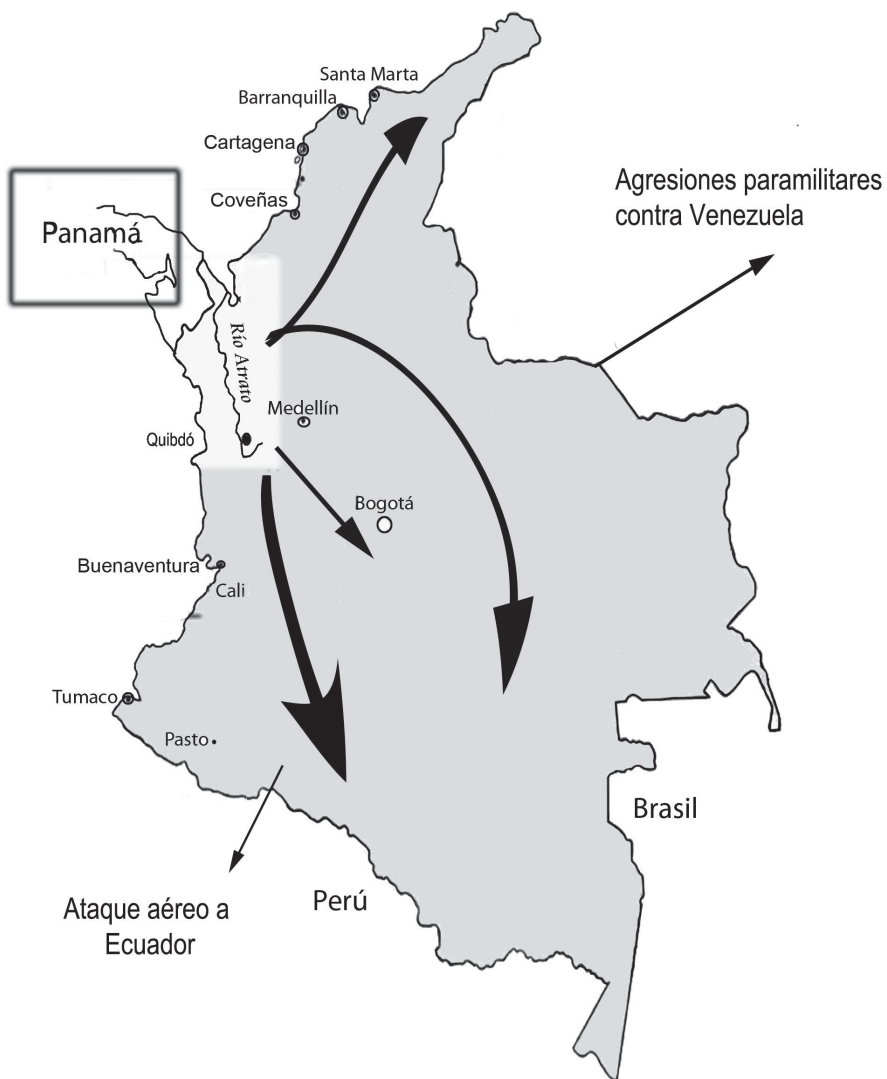 Santa Marta
Barranquilla
Cartagena
Agresiones paramilitares
contra Venezuela
Coveñas
Panamá
Río Atrato
Medellín
Quibdó
Bogotá
Buenaventura
Cali
Tumaco
Pasto
Brasil
Perú
Ataque aéreo a
Ecuador